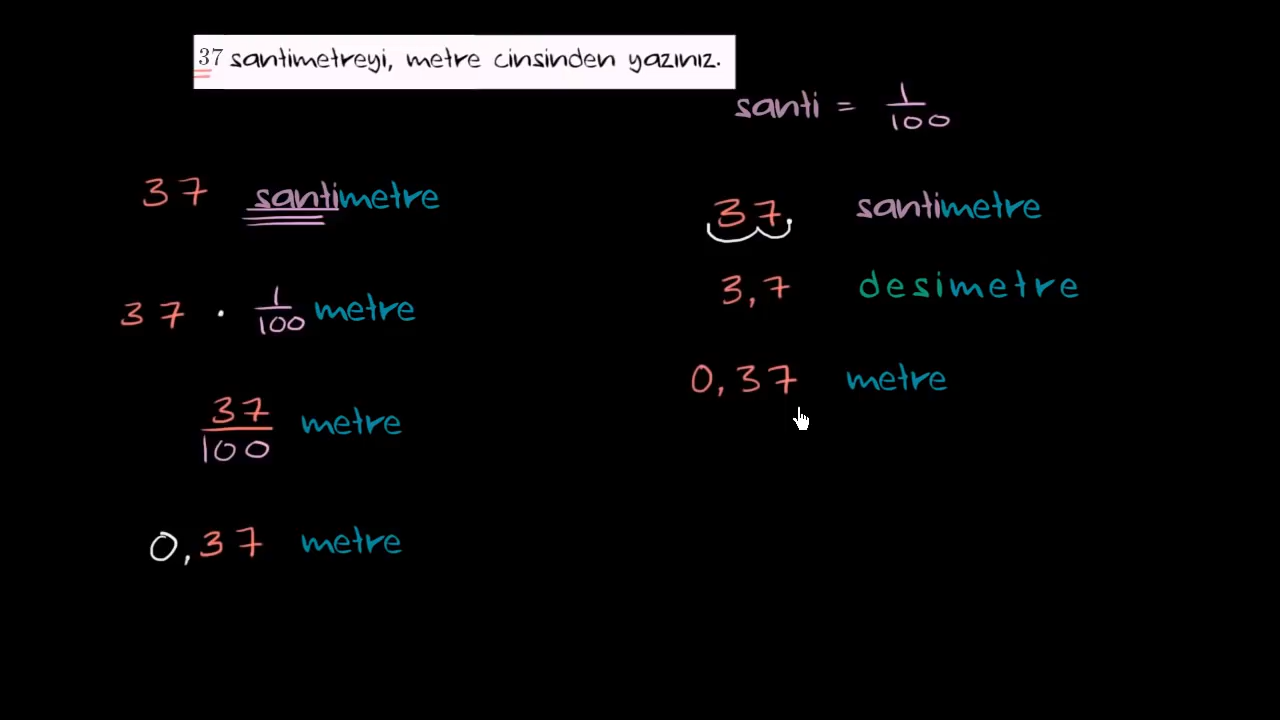 37 santimetreyi, metre cinsinden yazınız.
santi = 1/100
37 santimetre
37 · 1/100 metre
37/100 metre
0,37 metre
37. santimetre
3,7 desimetre
0,37 metre